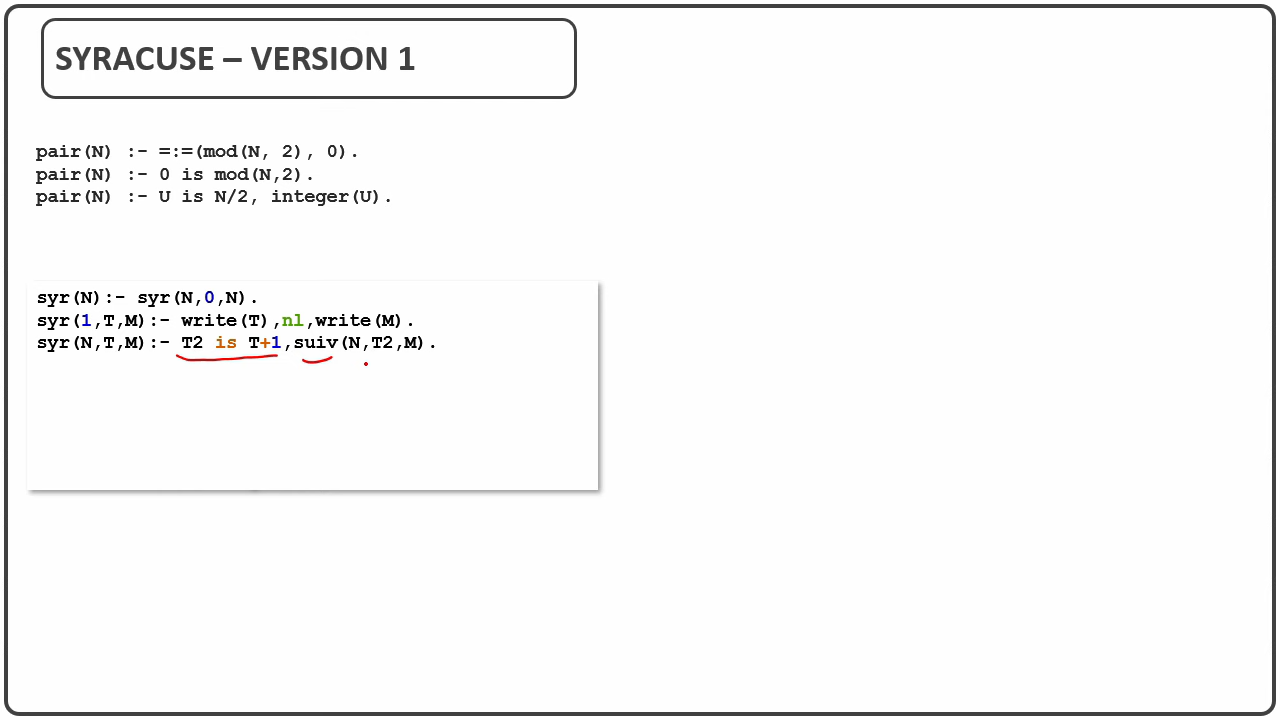 SYRACUSE – VERSION 1
pair(N) :- =:=(mod(N, 2), 0).
pair(N) :- 0 is mod(N,2).
pair(N) :- U is N/2, integer(U).
syr(N):- syr(N,0,N).
syr(1,T,M):- write(T),nl,write(M).
syr(N,T,M):- T2 is T+1,suiv(N,T2,M).